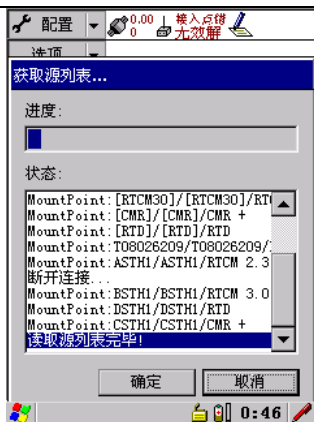 配置
0.00
0
接入点错
无效解
选项
获取源列表...
进度:
状态:
MountPoint:[RTCM30]/[RTCM30]/RT
MountPoint:[CMR]/[CMR]/CMR +
MountPoint:[RTD]/[RTD]/RTD
MountPoint:T08026209/T08026209/
MountPoint:ASTH1/ASTH1/RTCM 2.3
断开连接...
MountPoint:BSTH1/BSTH1/RTCM 3.0
MountPoint:DSTH1/DSTH1/RTD
MountPoint:CSTH1/CSTH1/CMR +
读取源列表完毕!
确定
取消
0:46